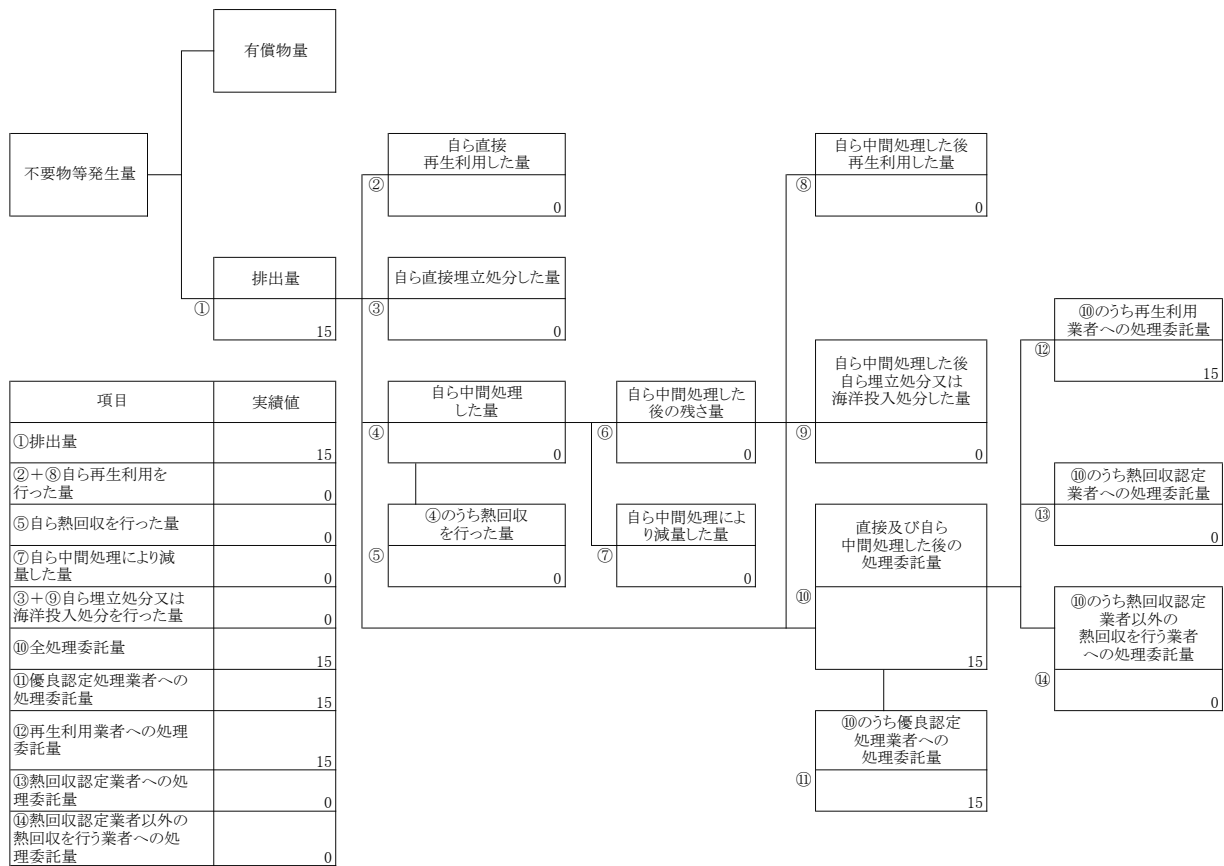 有償物量
不要物等発生量
自ら直接
再生利用した量
②
0
自ら中間処理した後
再生利用した量
⑧
0
排出量
①
15
自ら直接埋立処分した量
③
0
⑩のうち再生利用
業者への処理委託量
⑫
15
自ら中間処理
した量
④
0
自ら中間処理した
後の残さ量
⑥
0
自ら中間処理した後
自ら埋立処分又は
海洋投入処分した量
⑨
0
⑩のうち熱回収認定
業者への処理委託量
⑬
0
④のうち熱回収
を行った量
⑤
0
自ら中間処理によ
り減量した量
⑦
0
直接及び自ら
中間処理した後の
処理委託量
⑩
15
⑩のうち熱回収認定
業者以外の
熱回収を行う業者
への処理委託量
⑭
0
⑩のうち優良認定
処理業者への
処理委託量
⑪
15
項目 実績値
①排出量 15
②+⑧自ら再生利用を
行った量 0
⑤自ら熱回収を行った量 0
⑦自ら中間処理により減
量した量 0
③+⑨自ら埋立処分又は
海洋投入処分を行った量 0
⑩全処理委託量 15
⑪優良認定処理業者への
処理委託量 15
⑫再生利用業者への処理
委託量 15
⑬熱回収認定業者への処
理委託量 0
⑭熱回収認定業者以外の
熱回収を行う業者への処
理委託量 0